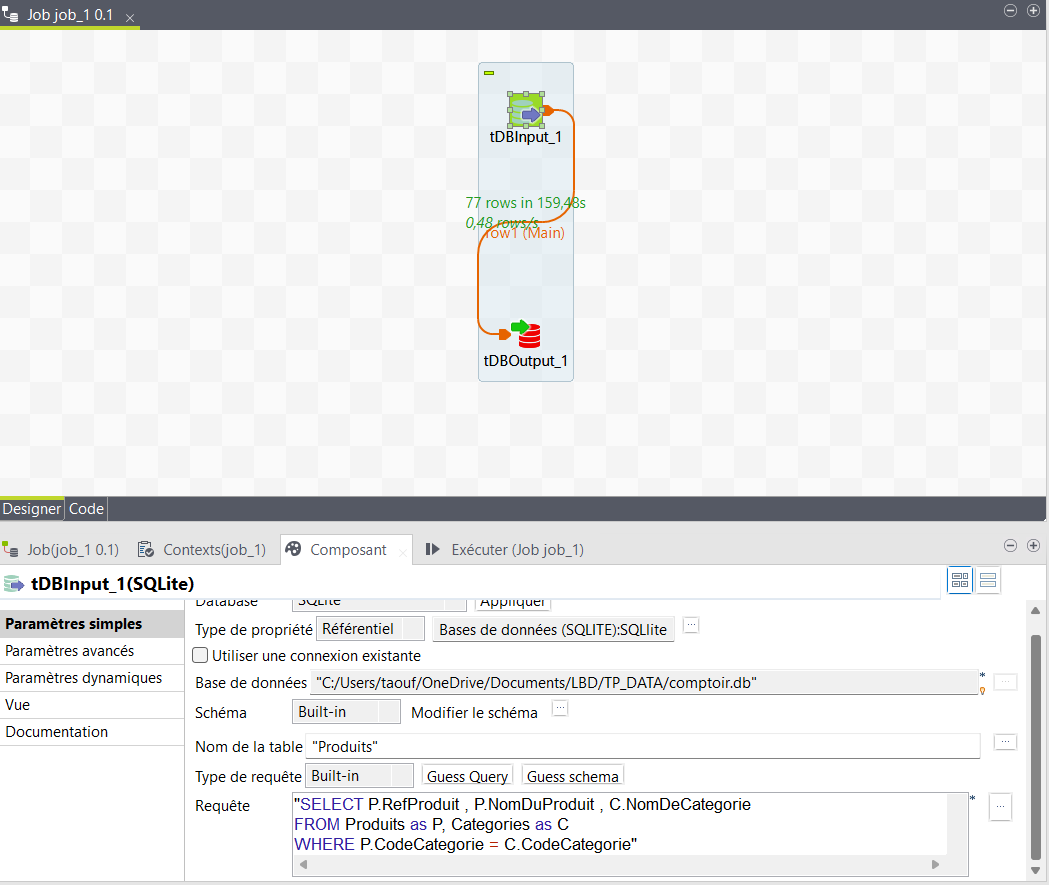 Job job_1 0.1
tDBInput_1
77 rows in 159,48s
0,48 rows/s
row1 (Main)
tDBOutput_1
Designer Code
Job(job_1 0.1) Contexts(job_1) Composant Exécuter (Job job_1)
tDBInput_1(SQLite)
Paramètres simples
Paramètres avancés
Paramètres dynamiques
Vue
Documentation
Database SQLite Appliquer
Type de propriété Référentiel Bases de données (SQLITE):SQLlite ...
Utiliser une connexion existante
Base de données "C:/Users/taouf/OneDrive/Documents/LBD/TP_DATA/comptoir.db" * ...
Schéma Built-in Modifier le schéma ...
Nom de la table "Produits" ...
Type de requête Built-in Guess Query Guess schema
Requête "SELECT P.RefProduit , P.NomDuProduit , C.NomDeCategorie * ...
FROM Produits as P, Categories as C
WHERE P.CodeCategorie = C.CodeCategorie"